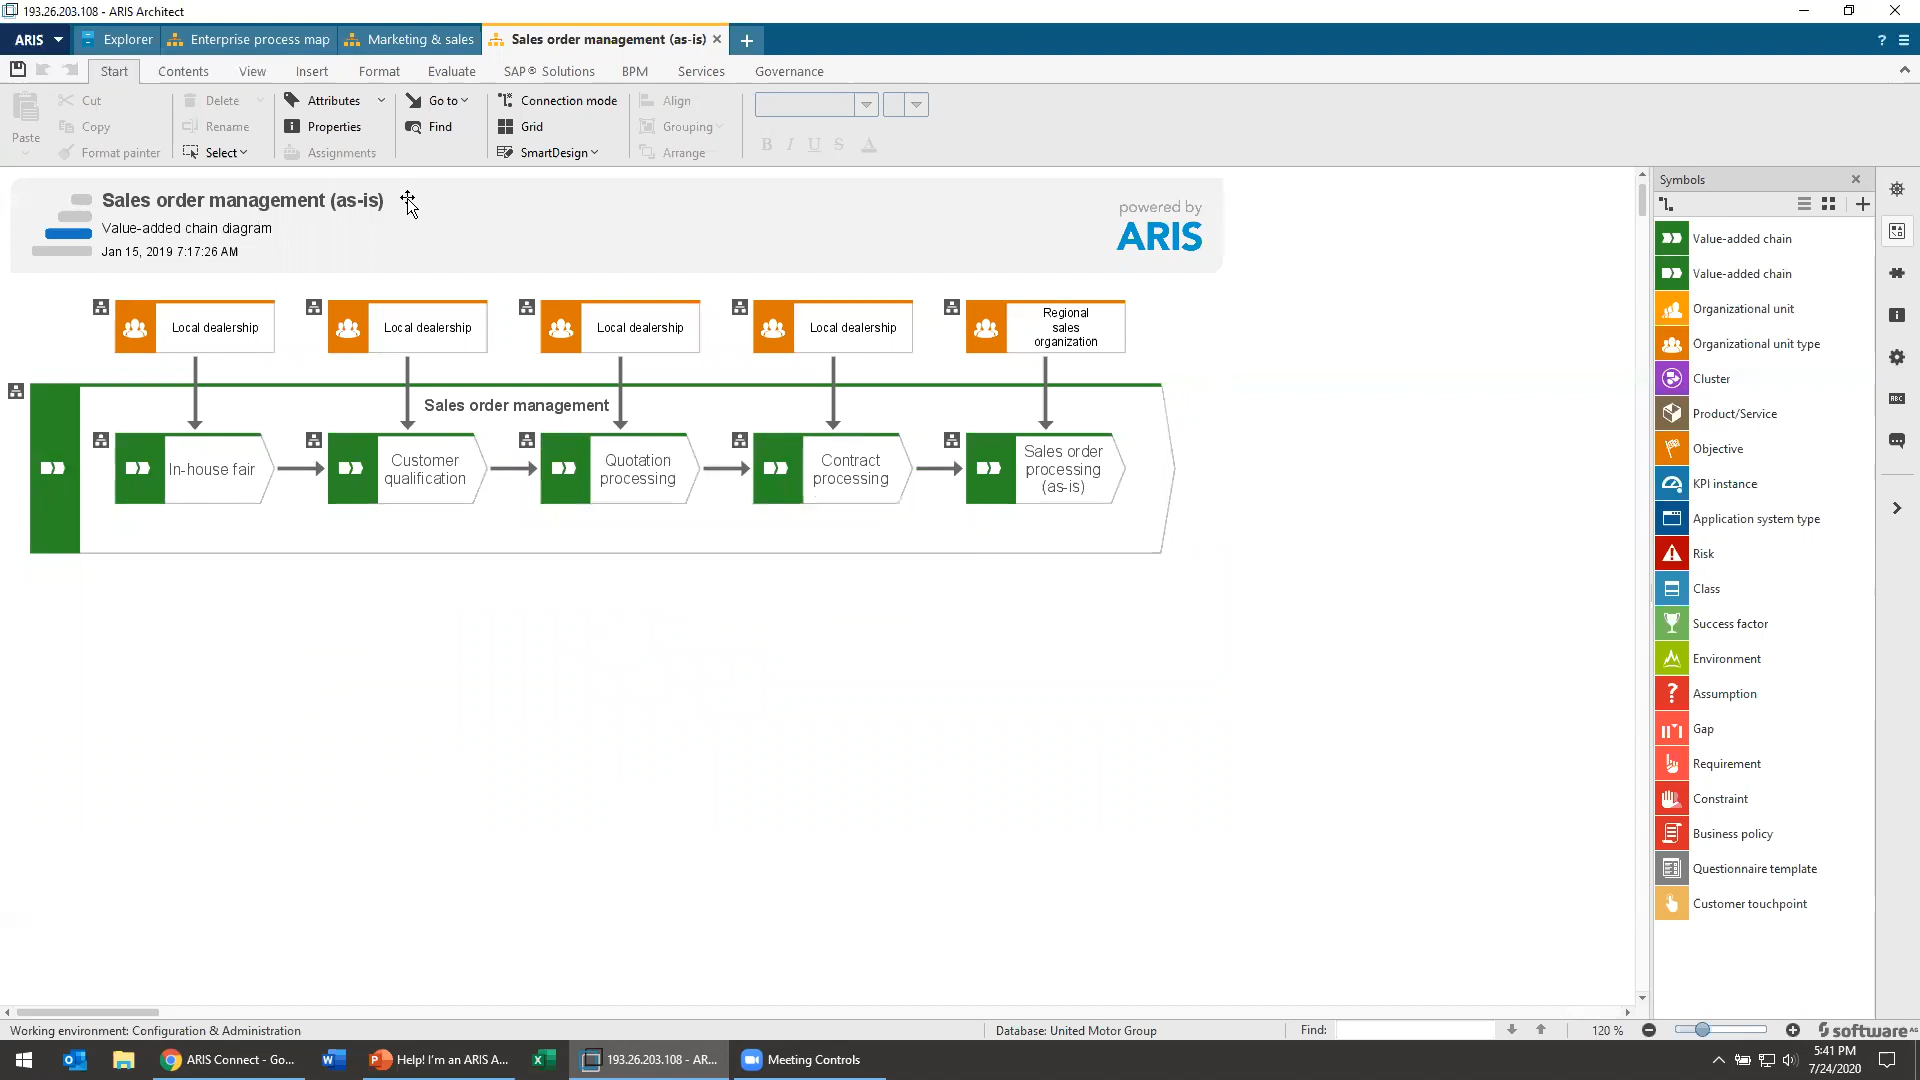 193.26.203.108 - ARIS Architect
ARIS
Explorer
Enterprise process map
Marketing & sales
Sales order management (as-is)
?
Start
Contents
View
Insert
Format
Evaluate
SAP® Solutions
BPM
Services
Governance
Paste
Cut
Copy
Format painter
Delete
Rename
Select
Attributes
Properties
Assignments
Go to
Find
Connection mode
Grid
SmartDesign
Align
Grouping
Arrange
B I U S A
Sales order management (as-is)
Value-added chain diagram
Jan 15, 2019 7:17:26 AM
powered by
ARIS
Local dealership
Local dealership
Local dealership
Local dealership
Regional
sales
organization
Sales order management
In-house fair
Customer
qualification
Quotation
processing
Contract
processing
Sales order
processing
(as-is)
Symbols
Value-added chain
Value-added chain
Organizational unit
Organizational unit type
Cluster
Product/Service
Objective
KPI instance
Application system type
Risk
Class
Success factor
Environment
Assumption
Gap
Requirement
Constraint
Business policy
Questionnaire template
Customer touchpoint
ABC
Working environment: Configuration & Administration
Database: United Motor Group
Find:
120 %
software AG
ARIS Connect - Go...
Help! I'm an ARIS A...
193.26.203.108 - AR...
Meeting Controls
5:41 PM
7/24/2020